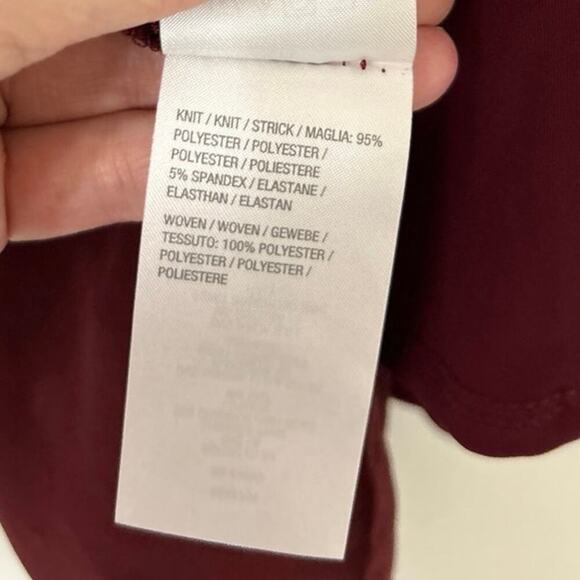 KNIT / KNIT / STRICK / MAGLIA: 95%
POLYESTER / POLYESTER /
POLYESTER / POLIESTERE
5% SPANDEX / ELASTANE /
ELASTHAN / ELASTAN
WOVEN / WOVEN / GEWEBE /
TESSUTO: 100% POLYESTER /
POLYESTER / POLYESTER /
POLIESTERE